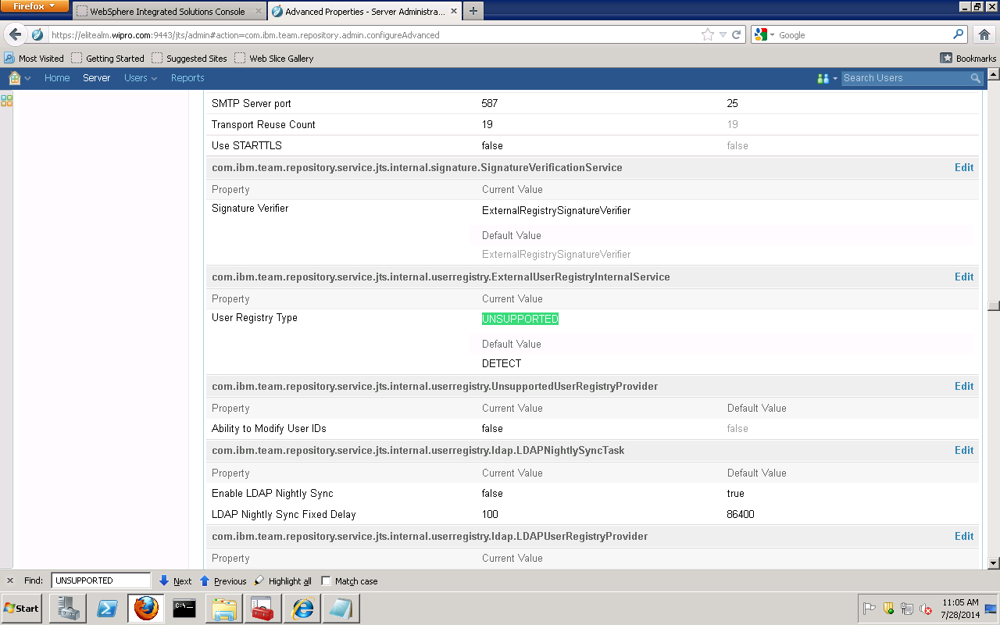 Firefox
WebSphere Integrated Solutions Console
Advanced Properties - Server Administra...
https://elitealm.wipro.com:9443/jts/admin#action=com.ibm.team.repository.admin.configureAdvanced
Google
Most Visited Getting Started Suggested Sites Web Slice Gallery Bookmarks
Home Server Users Reports Search Users
SMTP Server port 587 25
Transport Reuse Count 19 19
Use STARTTLS false false
com.ibm.team.repository.service.jts.internal.signature.SignatureVerificationService Edit
Property Current Value
Signature Verifier ExternalRegistrySignatureVerifier
Default Value
ExternalRegistrySignatureVerifier
com.ibm.team.repository.service.jts.internal.userregistry.ExternalUserRegistryInternalService Edit
Property Current Value
User Registry Type UNSUPPORTED
Default Value
DETECT
com.ibm.team.repository.service.jts.internal.userregistry.UnsupportedUserRegistryProvider Edit
Property Current Value Default Value
Ability to Modify User IDs false false
com.ibm.team.repository.service.jts.internal.userregistry.ldap.LDAPNightlySyncTask Edit
Property Current Value Default Value
Enable LDAP Nightly Sync false true
LDAP Nightly Sync Fixed Delay 100 86400
com.ibm.team.repository.service.jts.internal.userregistry.ldap.LDAPUserRegistryProvider Edit
Property Current Value
Find: UNSUPPORTED Next Previous Highlight all Match case
Start
11:05 AM
7/28/2014